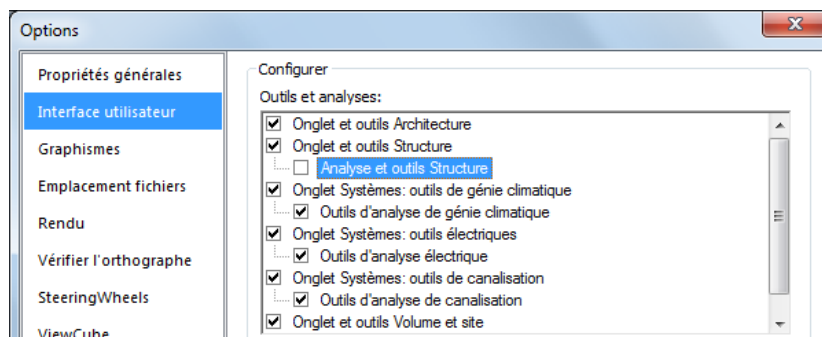 Options
Propriétés générales
Interface utilisateur
Graphismes
Emplacement fichiers
Rendu
Vérifier l'orthographe
SteeringWheels
ViewCube
Configurer
Outils et analyses:
Onglet et outils Architecture
Onglet et outils Structure
Analyse et outils Structure
Onglet Systèmes: outils de génie climatique
Outils d'analyse de génie climatique
Onglet Systèmes: outils électriques
Outils d'analyse électrique
Onglet Systèmes: outils de canalisation
Outils d'analyse de canalisation
Onglet et outils Volume et site